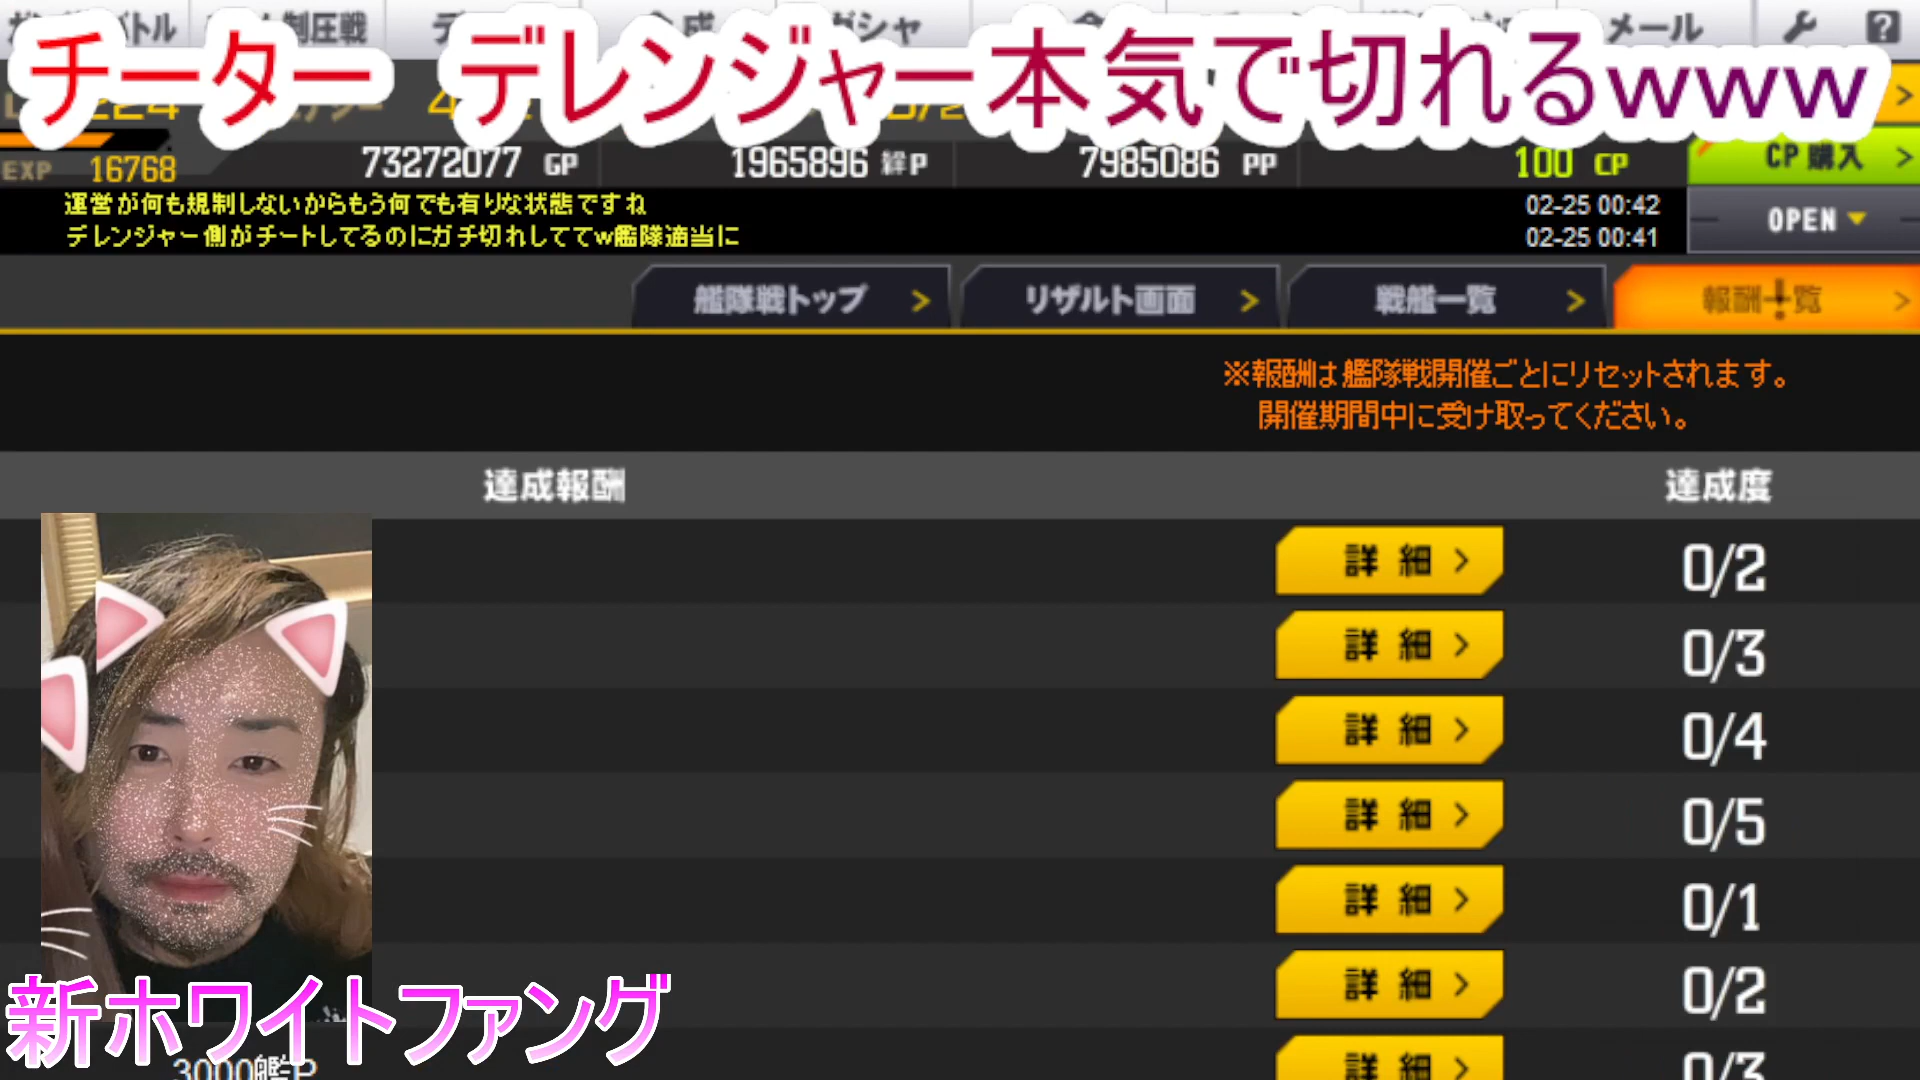 チーター デレンジャー本気で切れるwww
メール
EXP 16768
73272077 GP
1965896 絆P
7985086 PP
100 CP
CP 購入
運営が何も規制しないからもう何でも有りな状態ですね
02-25 00:42
デレンジャー側がチートしてるのにガチ切れしててw艦隊適当に
02-25 00:41
OPEN
艦隊戦トップ
リザルト画面
戦艦一覧
報酬一覧
※報酬は艦隊戦開催ごとにリセットされます。
開催期間中に受け取ってください。
達成報酬
達成度
詳細 0/2
詳細 0/3
詳細 0/4
詳細 0/5
詳細 0/1
詳細 0/2
詳細 0/3
新ホワイトファング
3000艦P